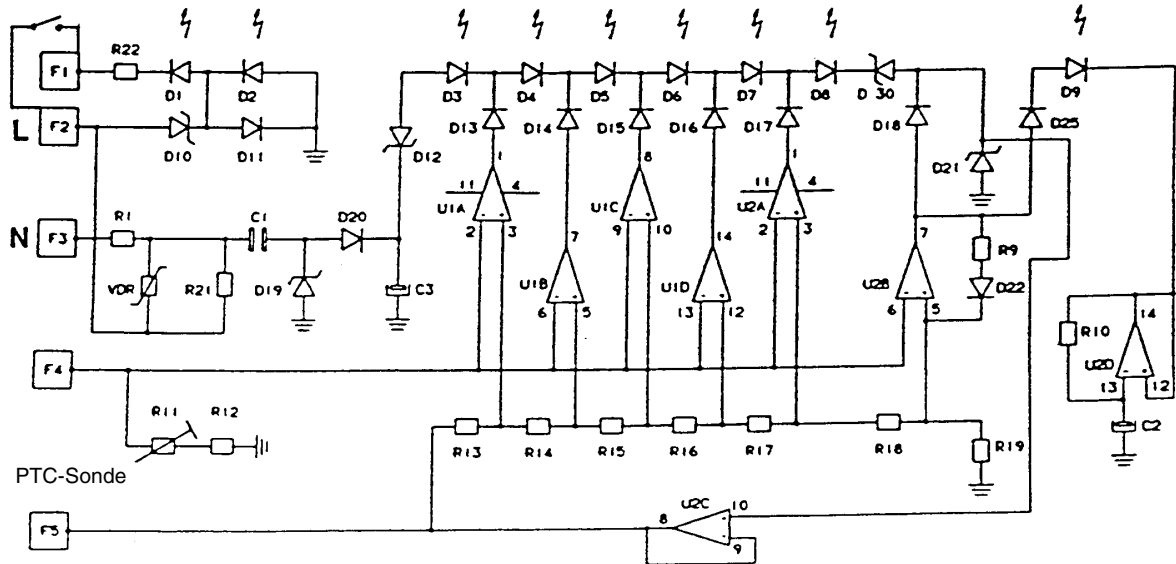 R22
F1
D1
D2
D3
D4
D5
D6
D7
D8
D 30
D9
L
F2
D10
D11
D12
D13
D14
D15
D16
D17
D18
D21
D25
1
8
1
11
4
11
4
U1A
U1C
U2A
N
F3
R1
C1
D20
2
3
9
10
2
3
7
14
7
R9
VDR
R21
D19
C3
U1B
U1D
U2B
D22
6
5
13
12
6
5
R10
14
U2D
13
12
F4
C2
R11
R12
R13
R14
R15
R16
R17
R18
R19
PTC-Sonde
F5
U2C
8
10
9